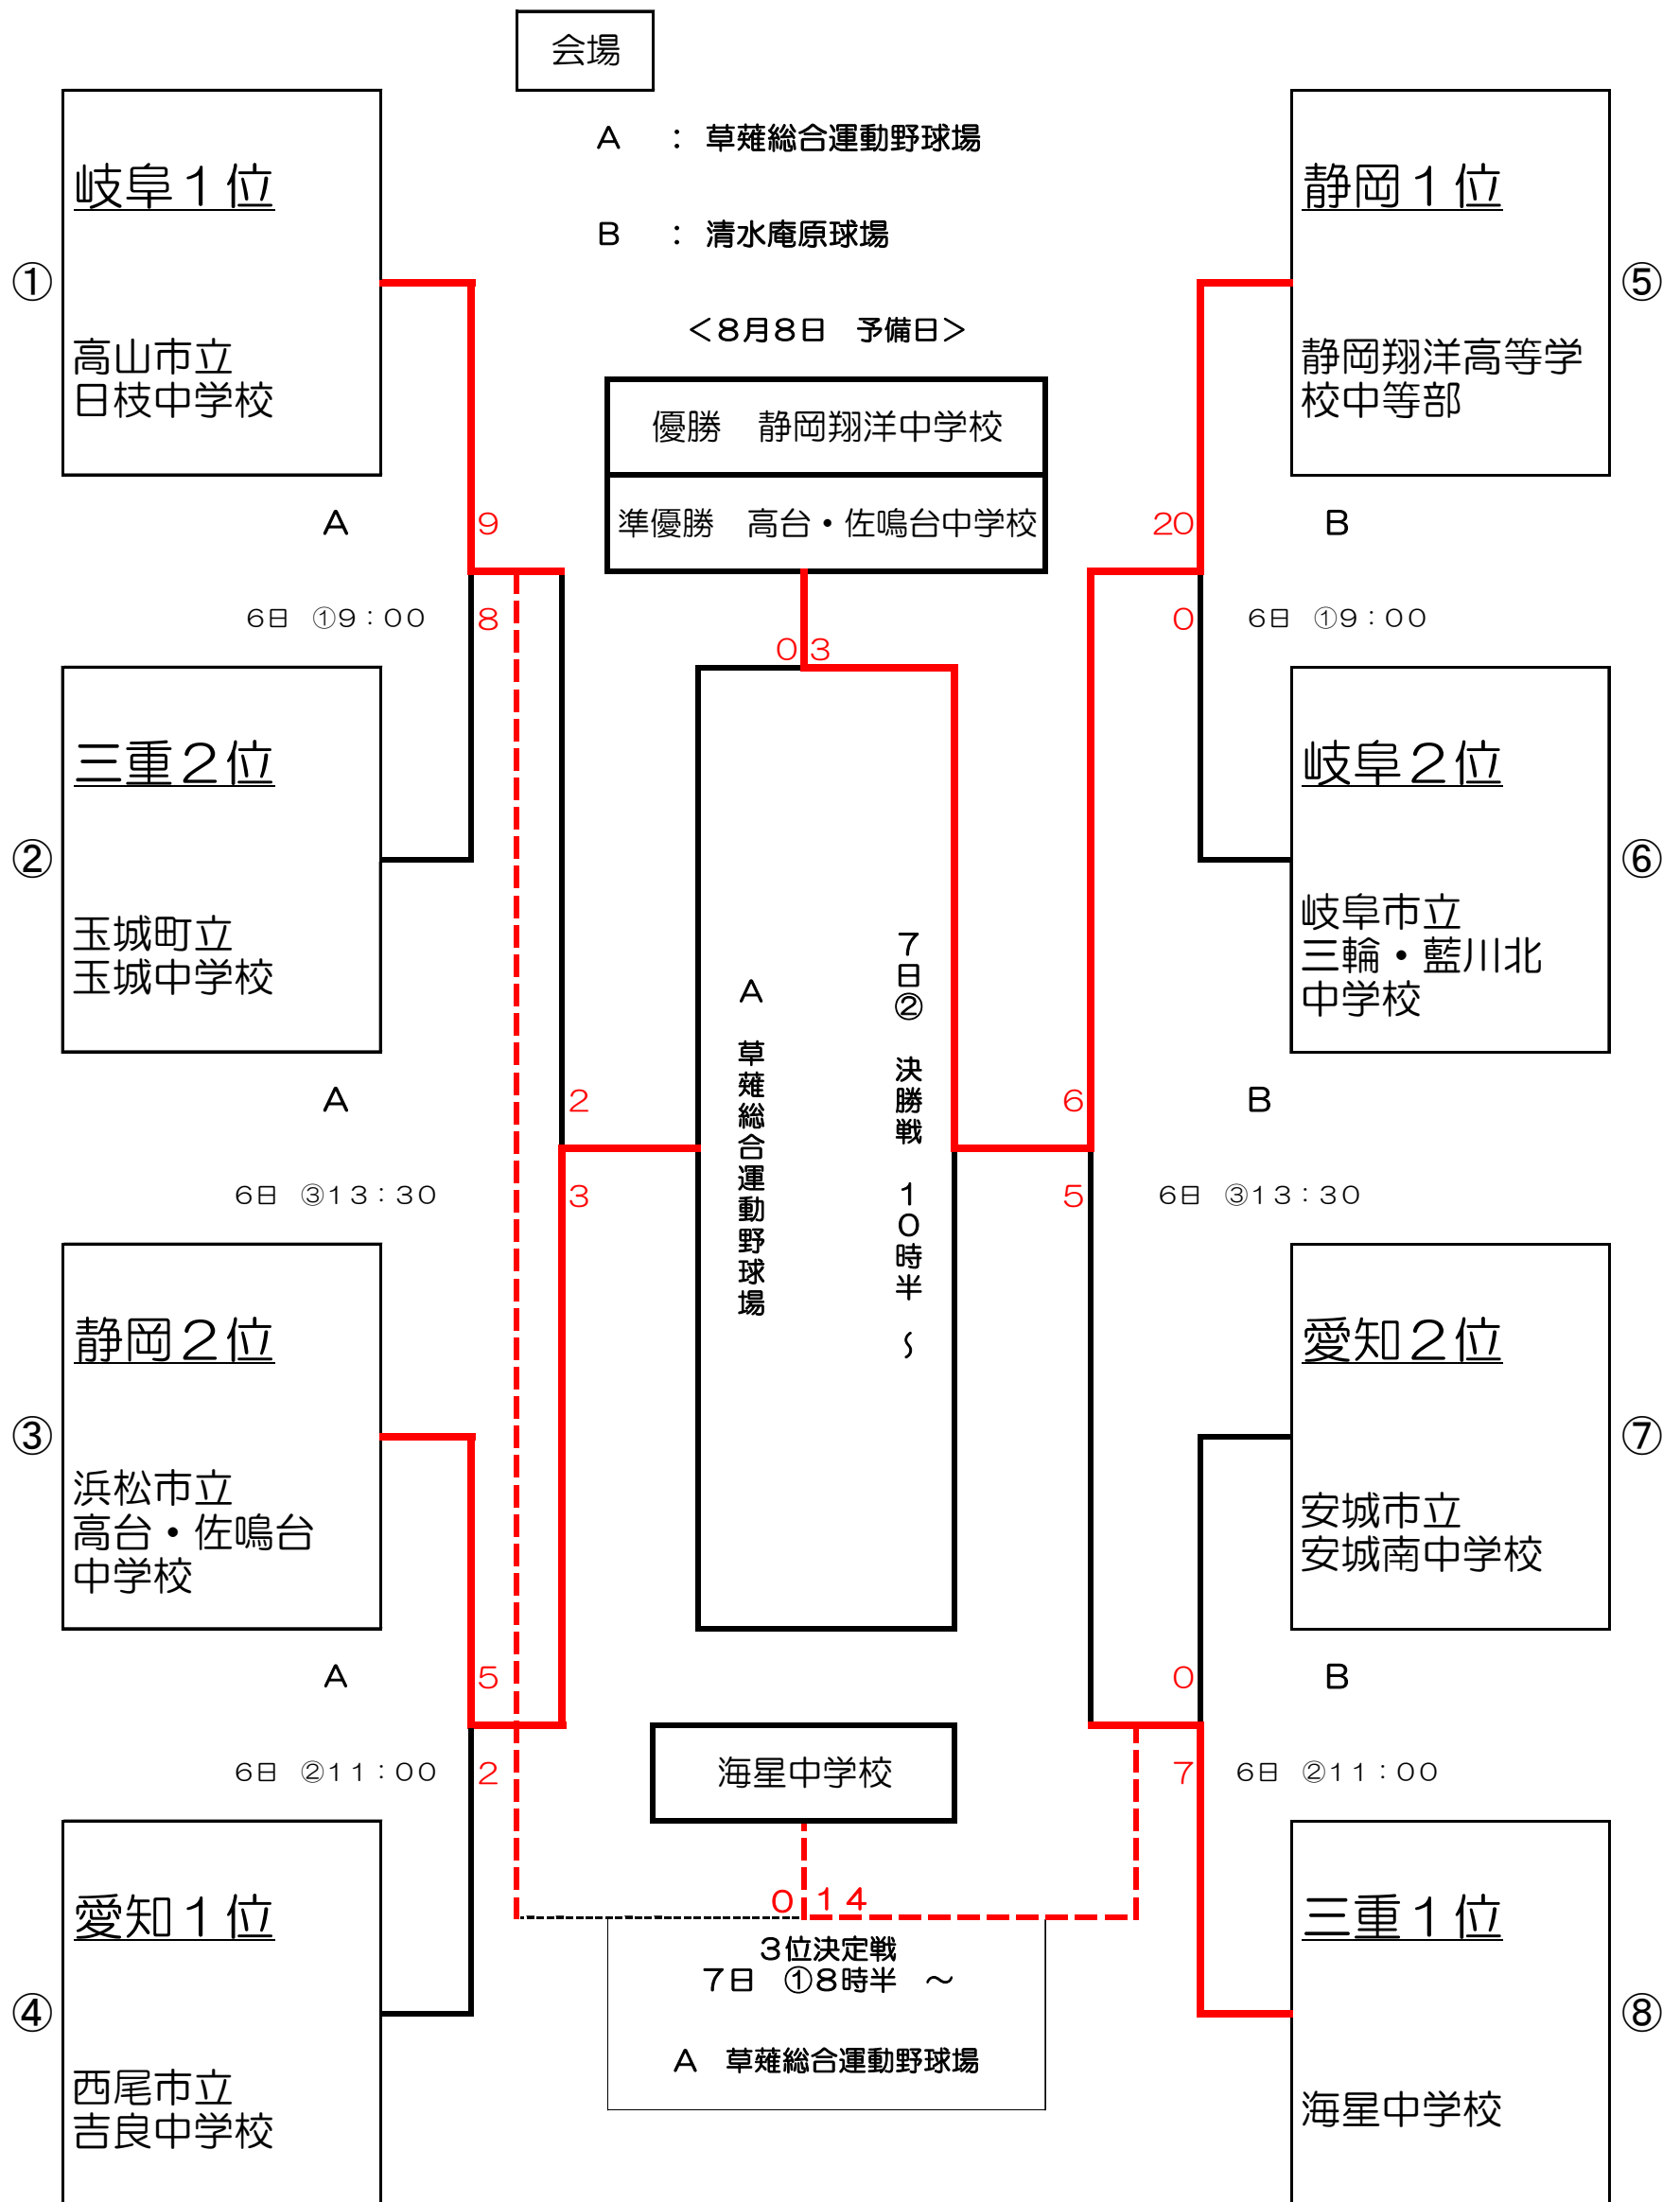 会場
A ： 草薙総合運動野球場
B ： 清水庵原球場
＜８月８日　予備日＞
優勝　静岡翔洋中学校
準優勝　高台・佐鳴台中学校
0 3
①
岐阜１位
高山市立
日枝中学校
A
9
6日　①9：00
8
②
三重２位
玉城町立
玉城中学校
A
2
6日　③13：30
3
③
静岡２位
浜松市立
高台・佐鳴台
中学校
A
5
6日　②11：00
2
④
愛知１位
西尾市立
吉良中学校
7日②　決勝戦　10時半　～
A　草薙総合運動野球場
海星中学校
0 14
３位決定戦
7日　①8時半　～
A　草薙総合運動野球場
⑤
静岡１位
静岡翔洋高等学
校中等部
20
B
0
6日　①9：00
⑥
岐阜２位
岐阜市立
三輪・藍川北
中学校
6
B
5
6日　③13：30
⑦
愛知２位
安城市立
安城南中学校
0
B
7
6日　②11：00
⑧
三重１位
海星中学校